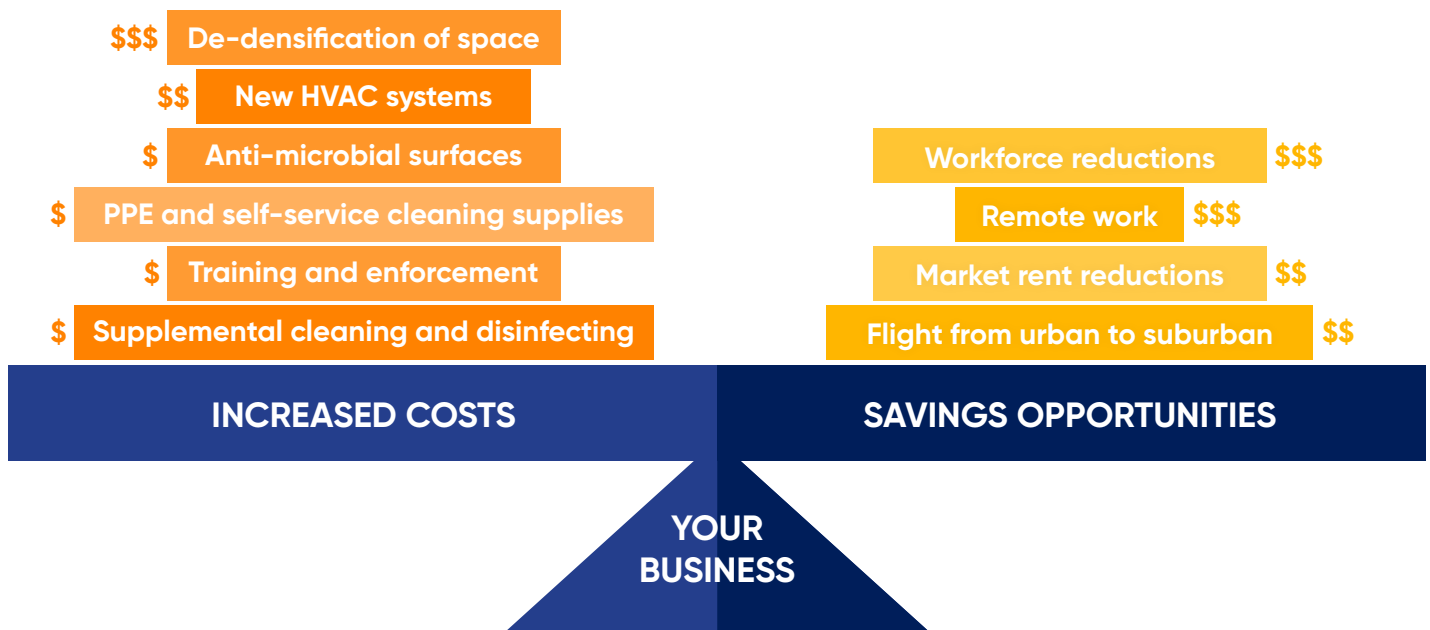 $$$ De-densification of space
$$ New HVAC systems
$ Anti-microbial surfaces
$ PPE and self-service cleaning supplies
$ Training and enforcement
$ Supplemental cleaning and disinfecting
Workforce reductions $$$
Remote work $$$
Market rent reductions $$
Flight from urban to suburban $$
INCREASED COSTS
SAVINGS OPPORTUNITIES
YOUR
BUSINESS